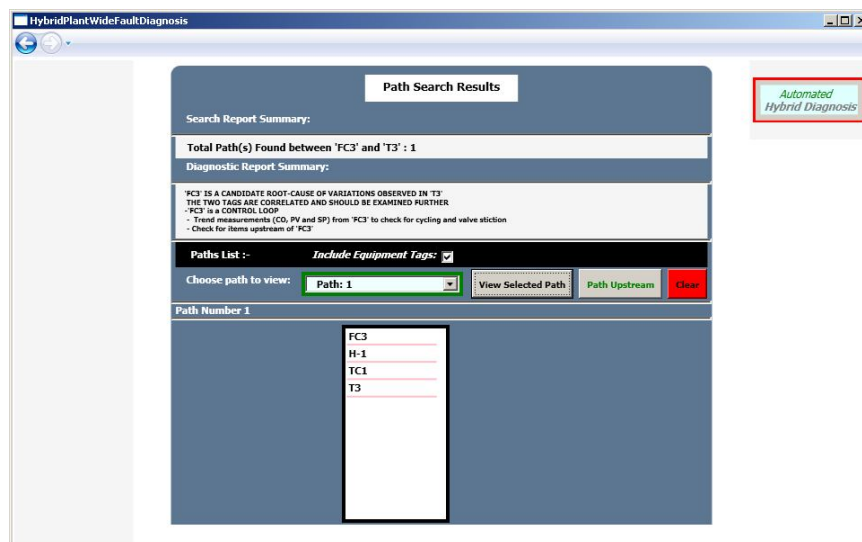 HybridPlantWideFaultDiagnosis
Path Search Results
Automated
Hybrid Diagnosis
Search Report Summary:
Total Path(s) Found between 'FC3' and 'T3' : 1
Diagnostic Report Summary:
'FC3' IS A CANDIDATE ROOT-CAUSE OF VARIATIONS OBSERVED IN 'T3'
THE TWO TAGS ARE CORRELATED AND SHOULD BE EXAMINED FURTHER
-'FC3' is a CONTROL LOOP
- Trend measurements (CO, PV and SP) from 'FC3' to check for cycling and valve stiction
- Check for items upstream of 'FC3'
Paths List :- Include Equipment Tags:
Choose path to view: Path: 1 View Selected Path Path Upstream Clear
Path Number 1
FC3
H-1
TC1
T3